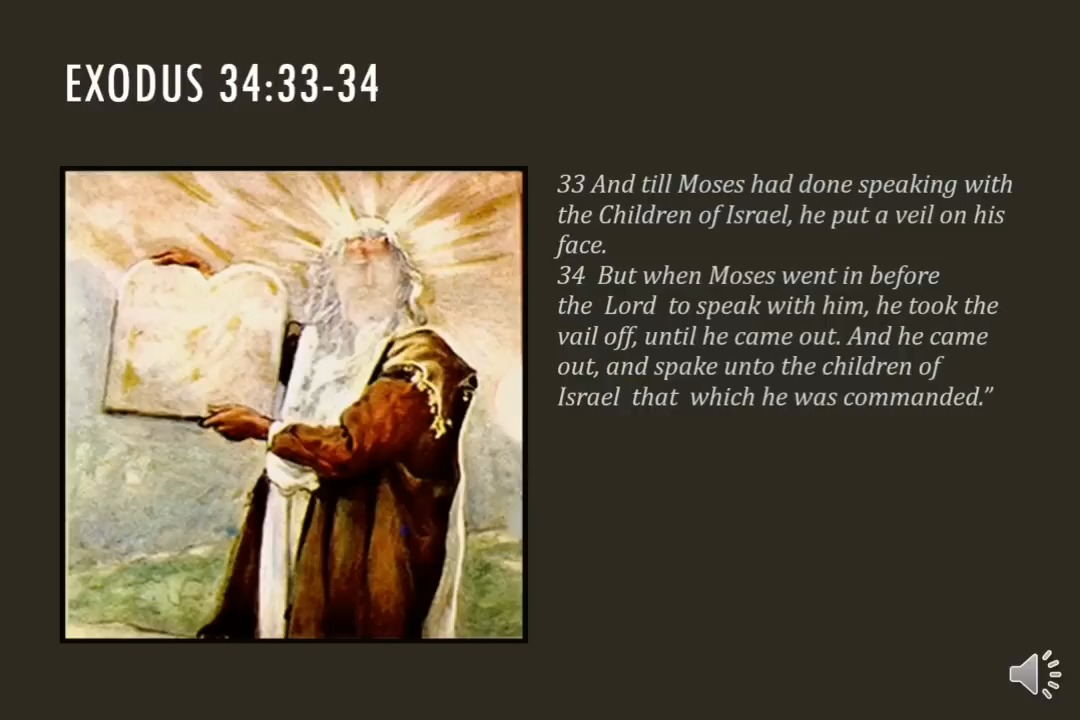 EXODUS 34:33-34
33 And till Moses had done speaking with
the Children of Israel, he put a veil on his
face.
34 But when Moses went in before
the Lord to speak with him, he took the
vail off, until he came out. And he came
out, and spake unto the children of
Israel that which he was commanded.”